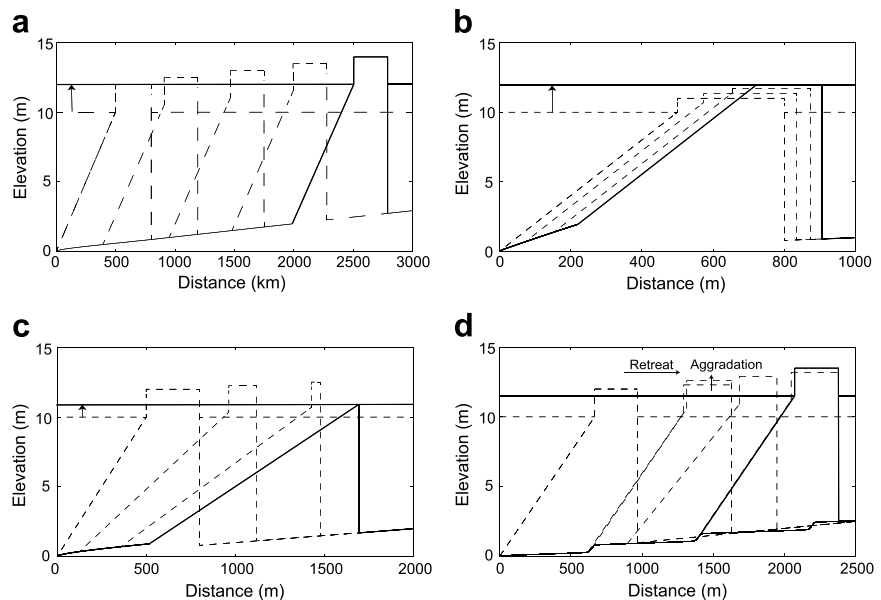 a
15
10
5
0
Elevation (m)
0 500 1000 1500 2000 2500 3000
Distance (km)
b
15
10
5
0
Elevation (m)
0 200 400 600 800 1000
Distance (m)
c
15
10
5
0
Elevation (m)
0 500 1000 1500 2000
Distance (m)
d
15
10
5
0
Elevation (m)
Retreat Aggradation
0 500 1000 1500 2000 2500
Distance (m)